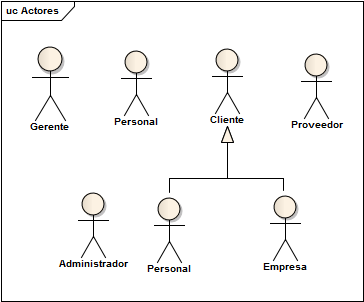 uc Actores
Gerente
Personal
Cliente
Proveedor
Administrador
Personal
Empresa